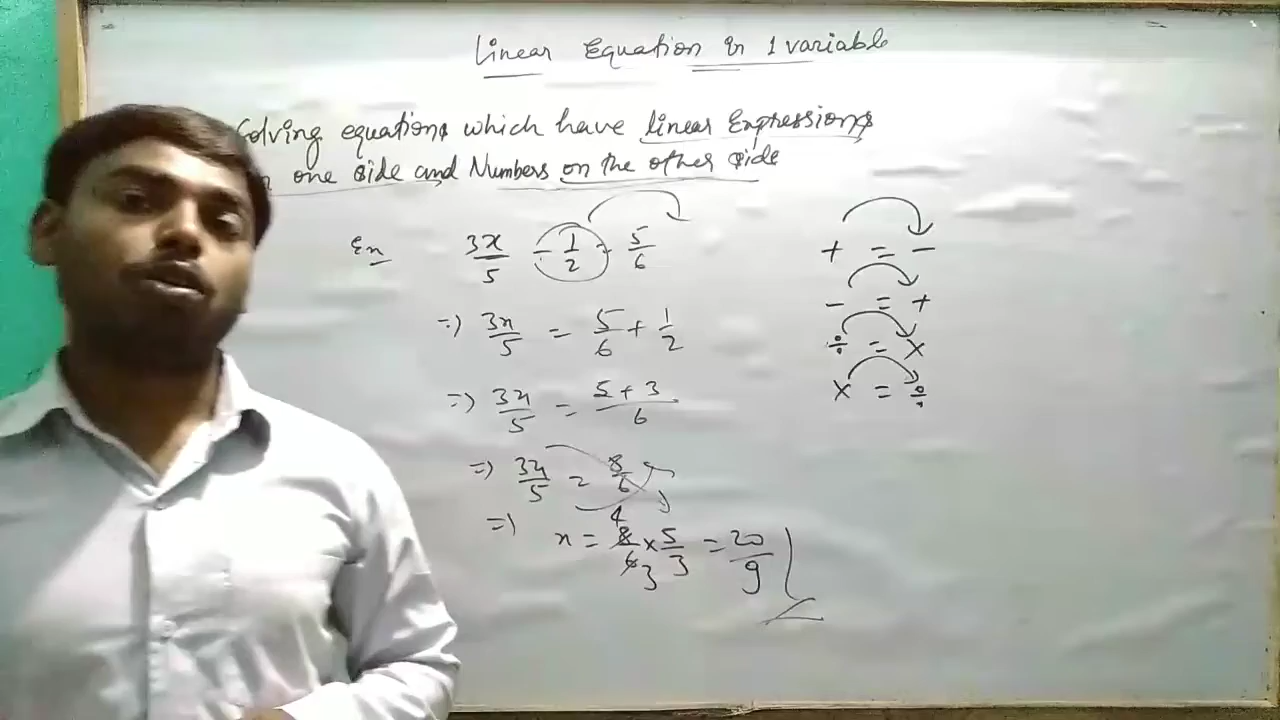 Linear Equation in 1 variable
Solving equations which have linear Expressions
one side and Numbers on the other side
Ex 3x/5 - 1/2 = 5/6
=> 3x/5 = 5/6 + 1/2
=> 3x/5 = 5+3/6
=> 3x/5 = 8/6
=> x = 8/6 × 5/3 = 20/9
4
3
+ = -
- = +
÷ = ×
× = ÷